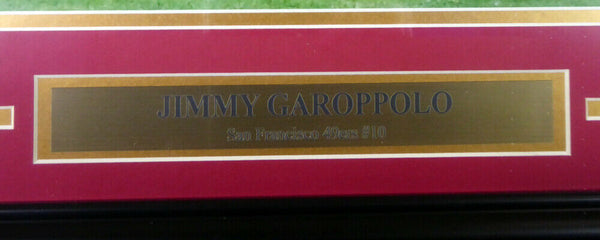 JIMMY GAROPPOLO
San Francisco 49ers #10